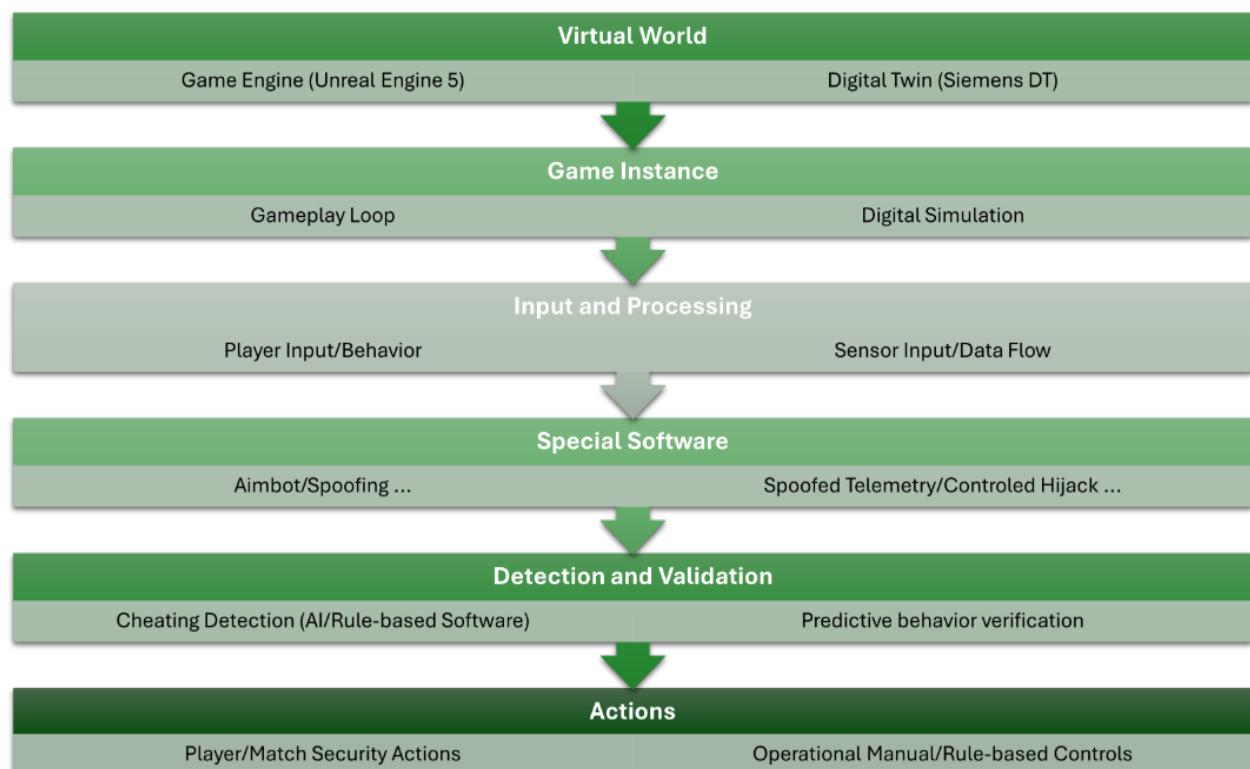 Virtual World
Game Engine (Unreal Engine 5) Digital Twin (Siemens DT)
Game Instance
Gameplay Loop Digital Simulation
Input and Processing
Player Input/Behavior Sensor Input/Data Flow
Special Software
Aimbot/Spoofing ... Spoofed Telemetry/Controled Hijack ...
Detection and Validation
Cheating Detection (AI/Rule-based Software) Predictive behavior verification
Actions
Player/Match Security Actions Operational Manual/Rule-based Controls